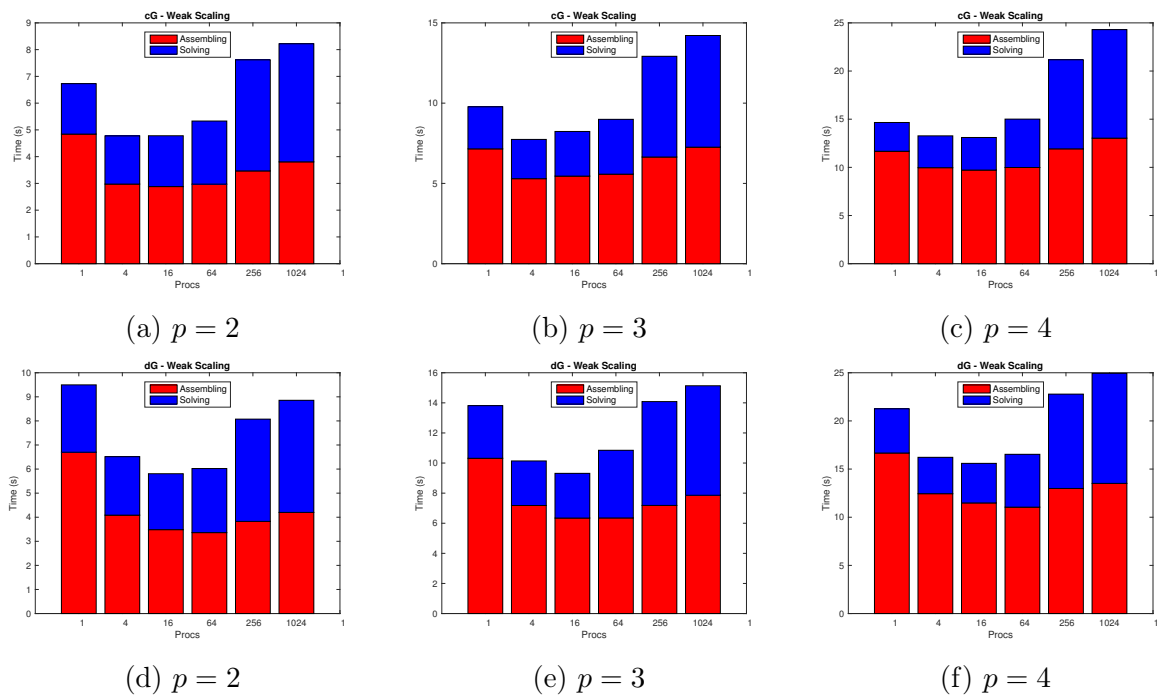 cG - Weak Scaling
Assembling
Solving
Time (s)
9
8
7
6
5
4
3
2
1
0
1 4 16 64 256 1024 1
Procs
(a) p = 2
cG - Weak Scaling
Assembling
Solving
Time (s)
15
10
5
0
1 4 16 64 256 1024 1
Procs
(b) p = 3
cG - Weak Scaling
Assembling
Solving
Time (s)
25
20
15
10
5
0
1 4 16 64 256 1024 1
Procs
(c) p = 4
dG - Weak Scaling
Assembling
Solving
Time (s)
10
9
8
7
6
5
4
3
2
1
0
1 4 16 64 256 1024 1
Procs
(d) p = 2
dG - Weak Scaling
Assembling
Solving
Time (s)
16
14
12
10
8
6
4
2
0
1 4 16 64 256 1024 1
Procs
(e) p = 3
dG - Weak Scaling
Assembling
Solving
Time (s)
25
20
15
10
5
0
1 4 16 64 256 1024 1
Procs
(f) p = 4